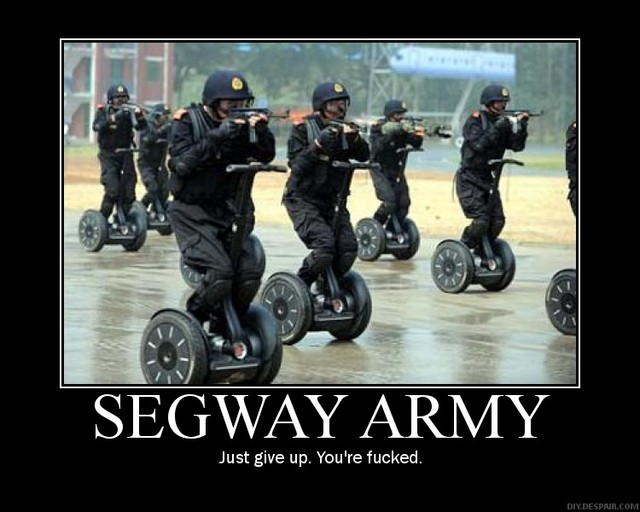 SEGWAY ARMY
Just give up. You're fucked.
DIY.DESPAIR.COM